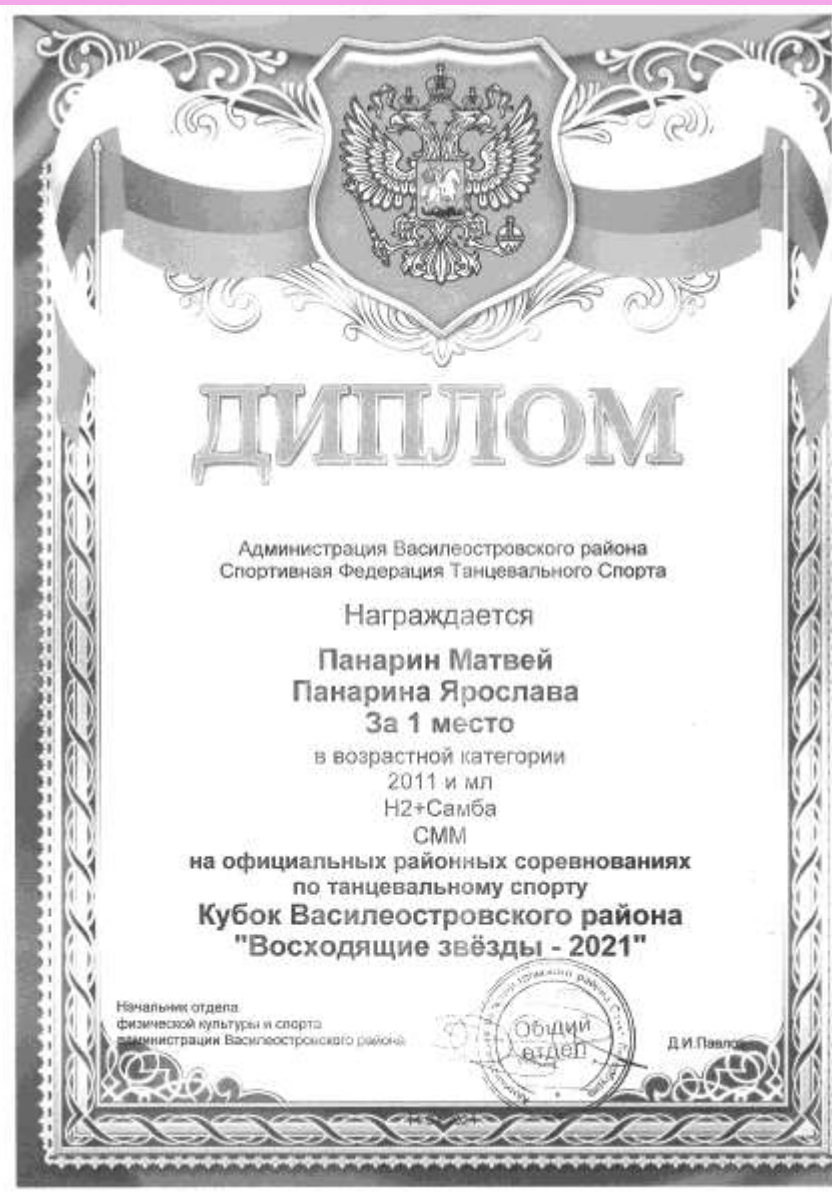 ДИПЛОМ
Администрация Василеостровского района
Спортивная Федерация Танцевального Спорта
Награждается
Панарин Матвей
Панарина Ярослава
За 1 место
в возрастной категории
2011 и мл
Н2+Самба
СММ
на официальных районных соревнованиях
по танцевальному спорту
Кубок Василеостровского района
"Восходящие звёзды - 2021"
Начальник отдела
физической культуры и спорта
администрации Василеостровского района
Общий
отдел
Д.И.Павлов